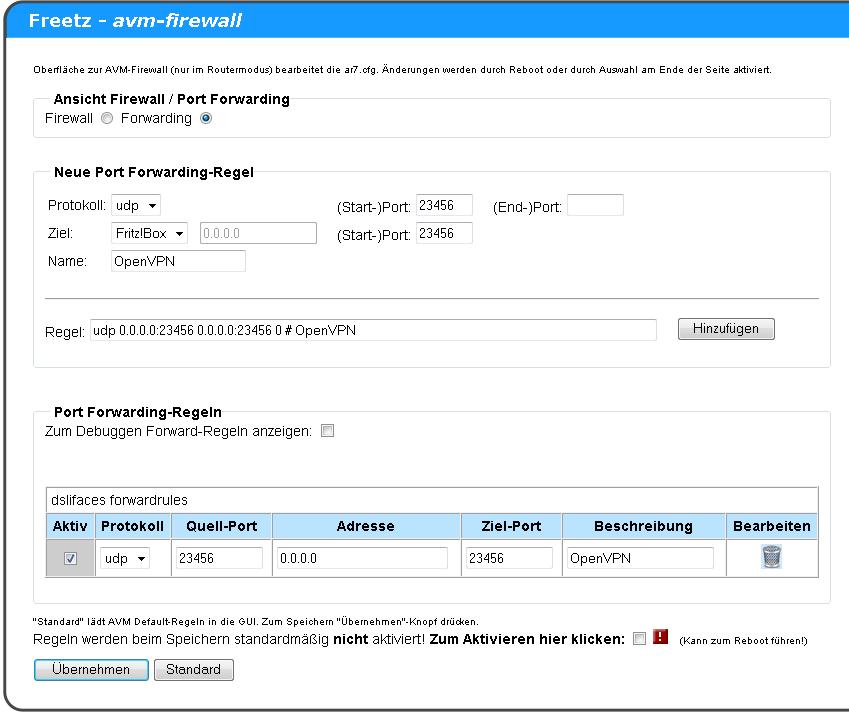 Freetz - avm-firewall
Oberfläche zur AVM-Firewall (nur im Routermodus) bearbeitet die ar7.cfg. Änderungen werden durch Reboot oder durch Auswahl am Ende der Seite aktiviert.
Ansicht Firewall / Port Forwarding
Firewall Forwarding
Neue Port Forwarding-Regel
Protokoll: udp (Start-)Port: 23456 (End-)Port:
Ziel: Fritz!Box 0.0.0.0 (Start-)Port: 23456
Name: OpenVPN
Regel: udp 0.0.0.0:23456 0.0.0.0:23456 0 # OpenVPN Hinzufügen
Port Forwarding-Regeln
Zum Debuggen Forward-Regeln anzeigen:
dslifaces forwardrules
Aktiv Protokoll Quell-Port Adresse Ziel-Port Beschreibung Bearbeiten
udp 23456 0.0.0.0 23456 OpenVPN
"Standard" lädt AVM Default-Regeln in die GUI. Zum Speichern "Übernehmen"-Knopf drücken.
Regeln werden beim Speichern standardmäßig nicht aktiviert! Zum Aktivieren hier klicken: ! (Kann zum Reboot führen!)
Übernehmen Standard